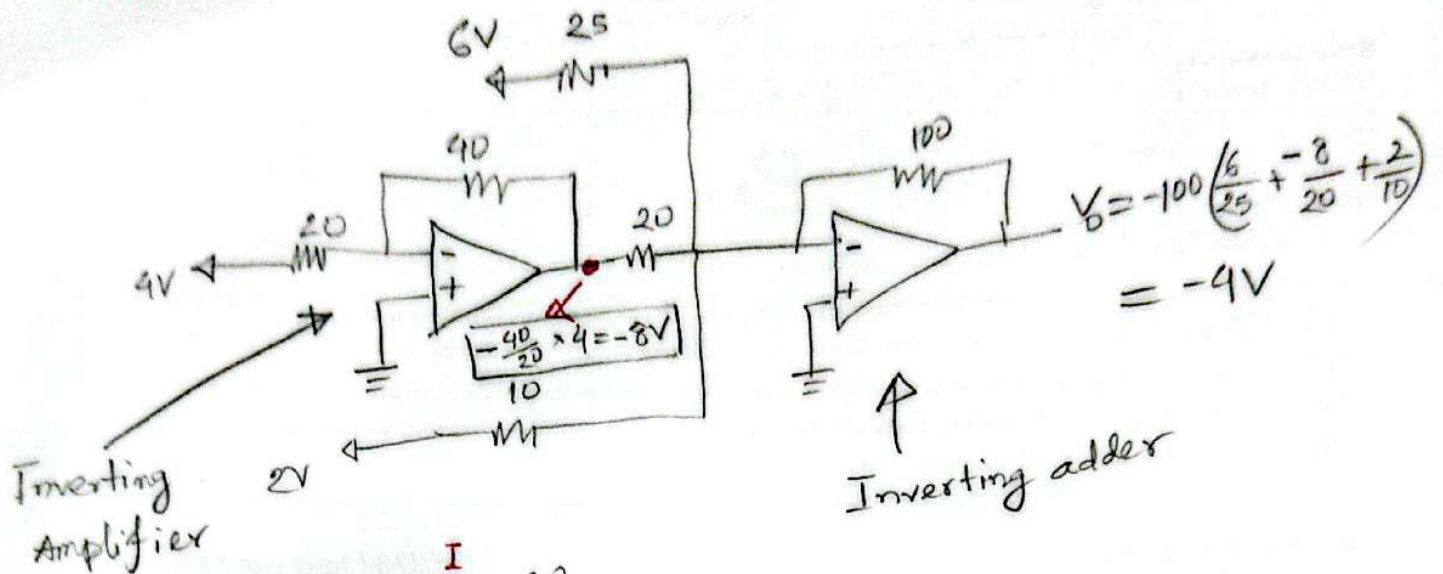 6V 25
40
100
4V 20
20
- +
- +
V₀ = -100(6/25 + -8/20 + 2/10)
= -4V
-40/20 × 4 = -8V
10
2V
Inverting Amplifier
Inverting adder
I